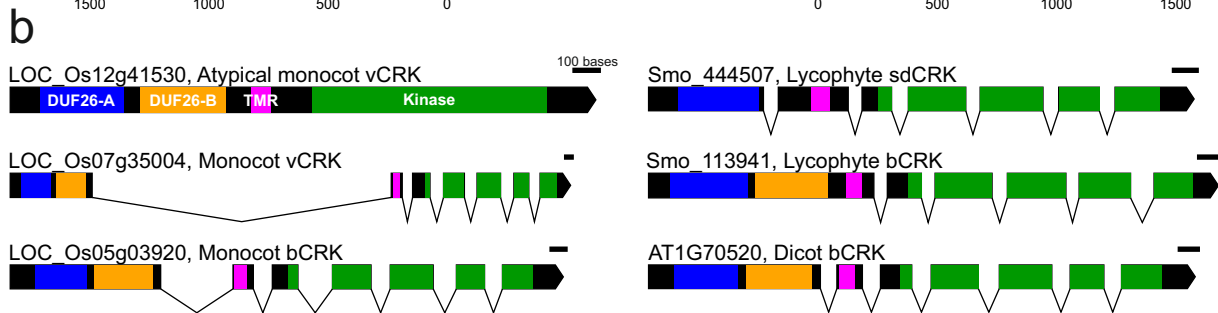 1500 1000 500 0 0 500 1000 1500
b
100 bases
LOC_Os12g41530, Atypical monocot vCRK
DUF26-A DUF26-B TMR Kinase
LOC_Os07g35004, Monocot vCRK
LOC_Os05g03920, Monocot bCRK
Smo_444507, Lycophyte sdCRK
Smo_113941, Lycophyte bCRK
AT1G70520, Dicot bCRK